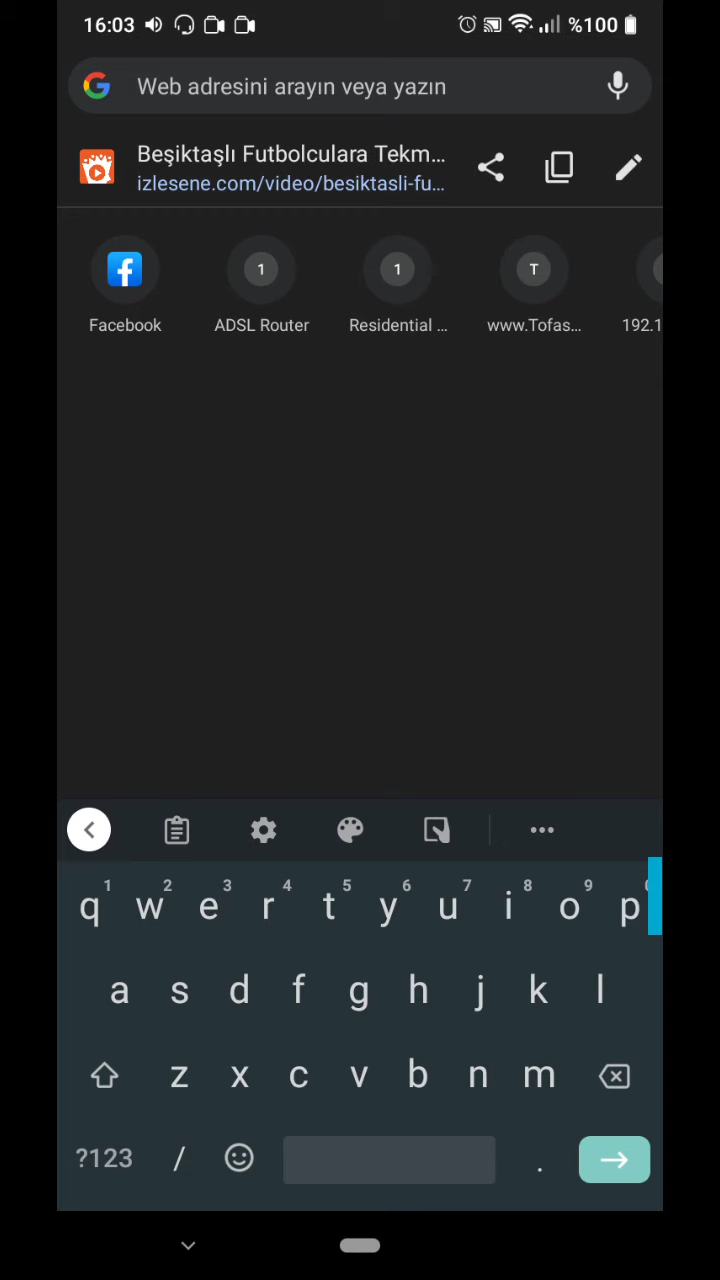 16:03 %100
Web adresini arayın veya yazın
Beşiktaşlı Futbolculara Tekm...
izlesene.com/video/besiktasli-fu...
1 1 T
Facebook ADSL Router Residential ... www.Tofas... 192.1
1 2 3 4 5 6 7 8 9
q w e r t y u i o p
a s d f g h j k l
z x c v b n m
?123 / .